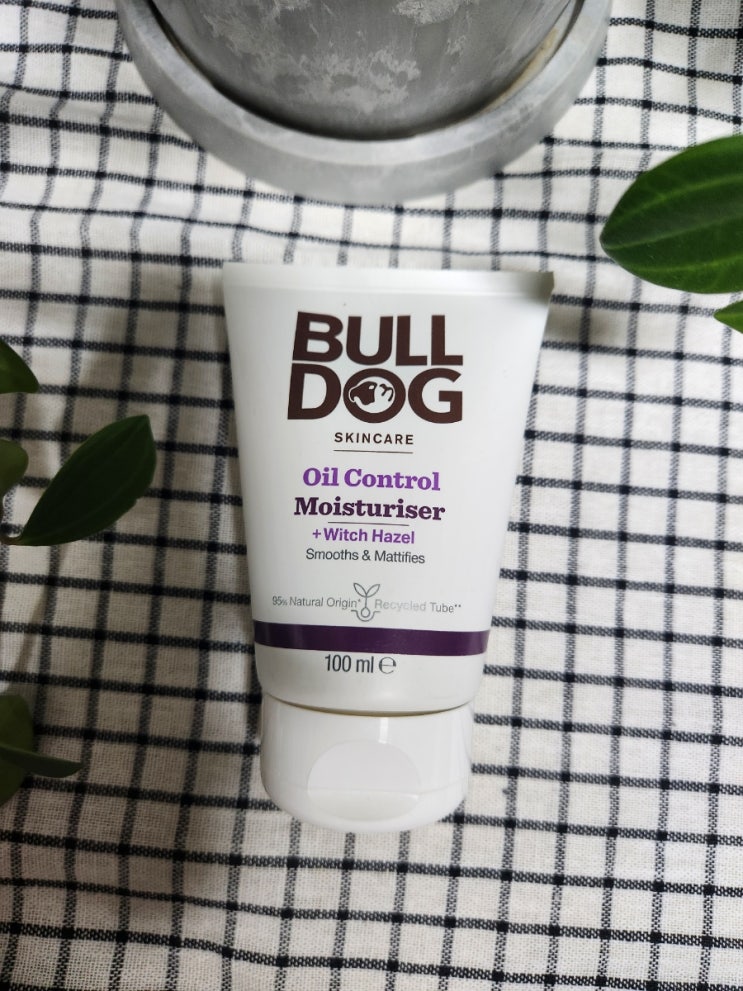 BULL
DOG
SKINCARE
Oil Control
Moisturiser
+Witch Hazel
Smooths & Mattifies
95% Natural Origin* Recycled Tube**
100 ml ℮